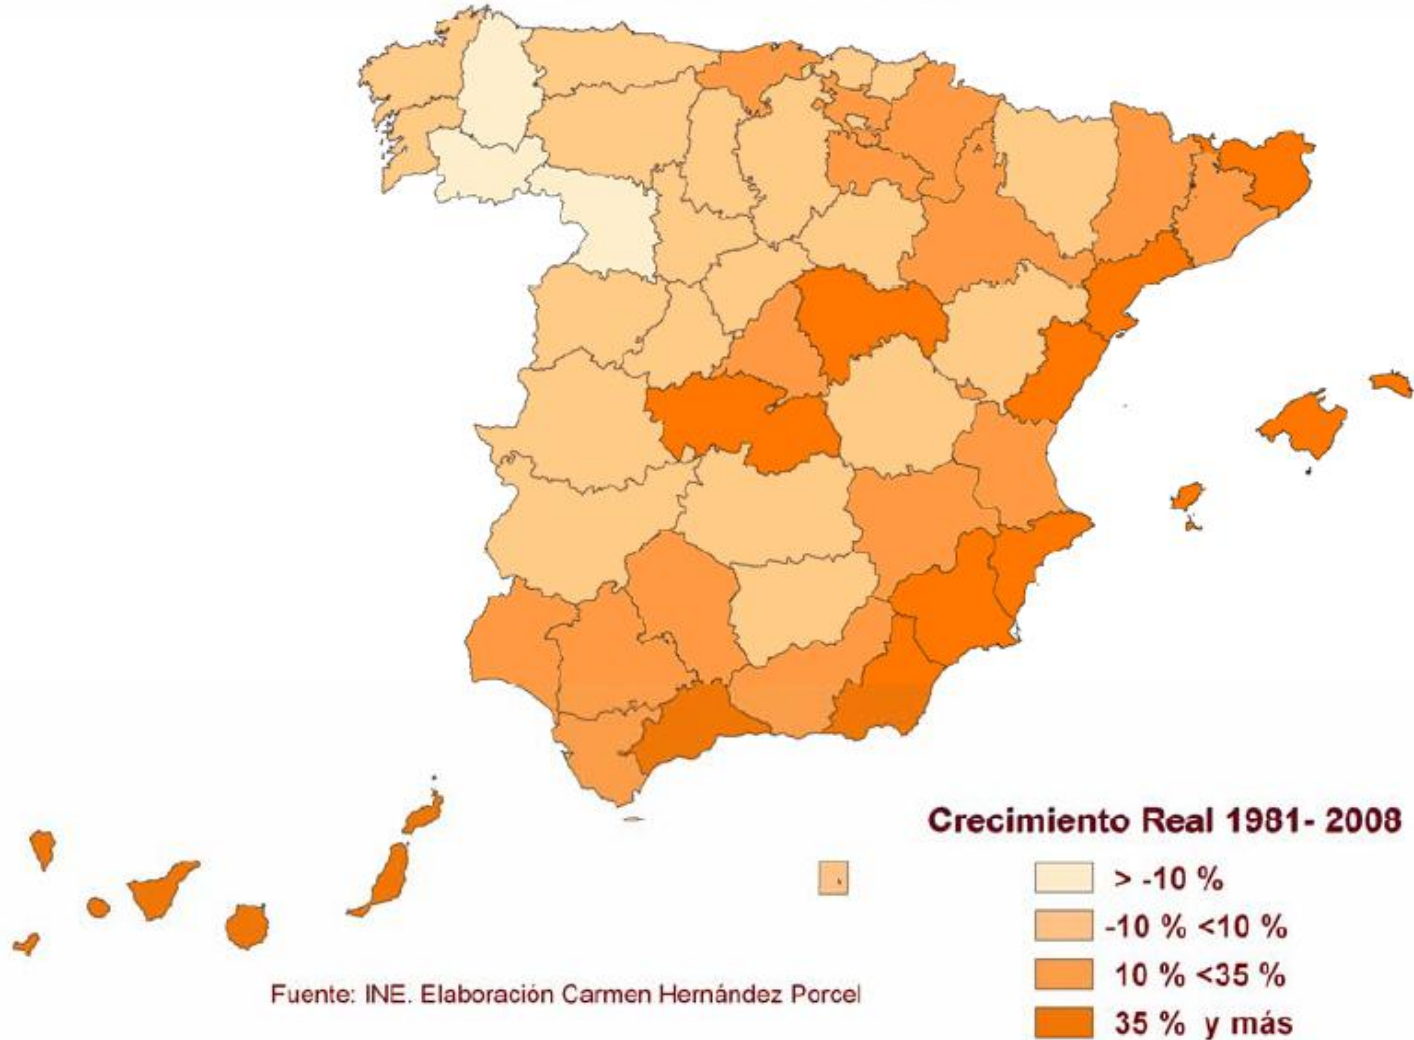 Crecimiento Real 1981- 2008
> -10 %
-10 % <10 %
10 % <35 %
35 % y más
Fuente: INE. Elaboración Carmen Hernández Porcel